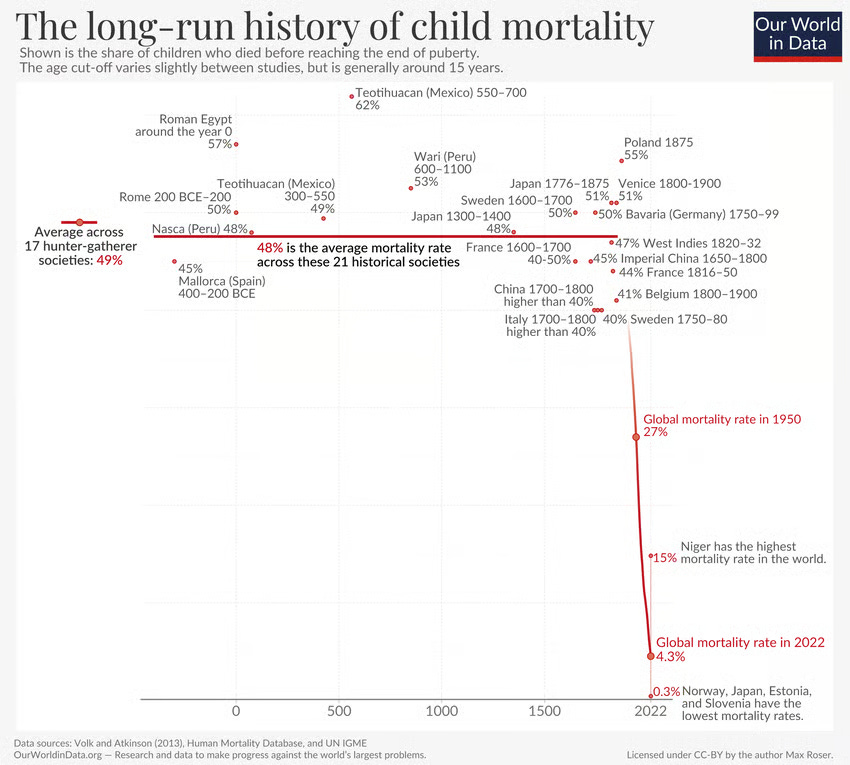 The long-run history of child mortality
Our World
in Data
Shown is the share of children who died before reaching the end of puberty.
The age cut-off varies slightly between studies, but is generally around 15 years.
Teotihuacan (Mexico) 550–700
62%
Roman Egypt
around the year 0
57%
Poland 1875
55%
Wari (Peru)
600–1100
53%
Teotihuacan (Mexico)
300–550
49%
Japan 1776–1875
51%
Venice 1800-1900
51%
Rome 200 BCE–200
50%
Sweden 1600–1700
50%
50% Bavaria (Germany) 1750–99
Japan 1300–1400
48%
Nasca (Peru) 48%
Average across
17 hunter-gatherer
societies: 49%
48% is the average mortality rate
across these 21 historical societies
France 1600–1700
40-50%
47% West Indies 1820–32
45% Imperial China 1650–1800
44% France 1816–50
45%
Mallorca (Spain)
400–200 BCE
China 1700–1800
higher than 40%
41% Belgium 1800–1900
Italy 1700–1800
higher than 40%
40% Sweden 1750–80
Global mortality rate in 1950
27%
15%
Niger has the highest
mortality rate in the world.
Global mortality rate in 2022
4.3%
0.3%
Norway, Japan, Estonia,
and Slovenia have the
lowest mortality rates.
0
500
1000
1500
2022
Data sources: Volk and Atkinson (2013), Human Mortality Database, and UN IGME
OurWorldinData.org — Research and data to make progress against the world's largest problems.
Licensed under CC-BY by the author Max Roser.